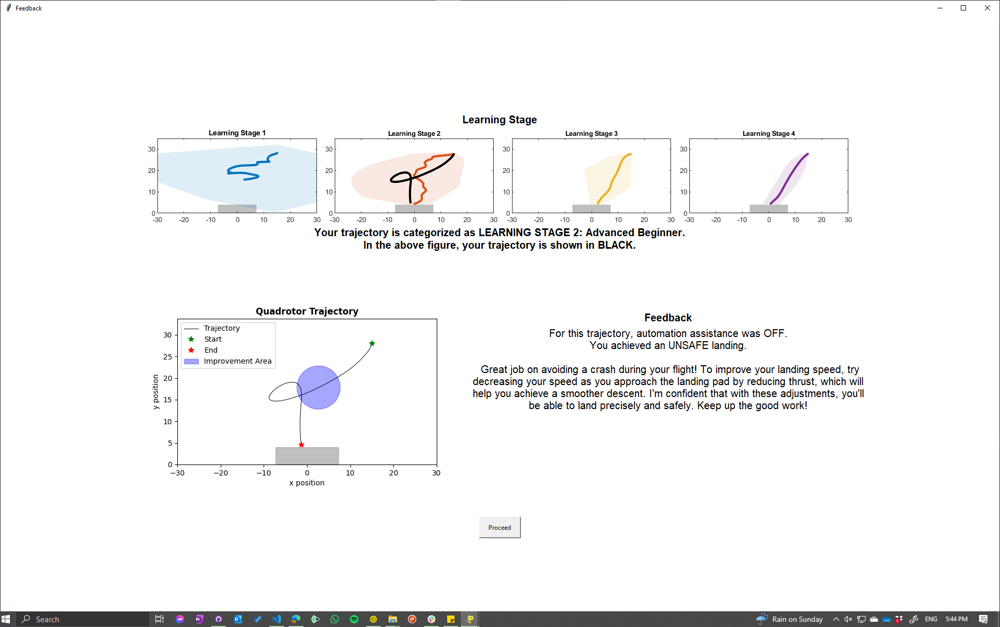 Feedback
Learning Stage
Learning Stage 1
Learning Stage 2
Learning Stage 3
Learning Stage 4
30
20
10
0
-30 -20 -10 0 10 20 30
30
20
10
0
-30 -20 -10 0 10 20 30
30
20
10
0
-30 -20 -10 0 10 20 30
30
20
10
0
-30 -20 -10 0 10 20 30
Your trajectory is categorized as LEARNING STAGE 2: Advanced Beginner.
In the above figure, your trajectory is shown in BLACK.
Quadrotor Trajectory
Trajectory
Start
End
Improvement Area
30
25
20
15
10
5
0
−30 −20 −10 0 10 20 30
x position
y position
Feedback
For this trajectory, automation assistance was OFF.
You achieved an UNSAFE landing.
Great job on avoiding a crash during your flight! To improve your landing speed, try
decreasing your speed as you approach the landing pad by reducing thrust, which will
help you achieve a smoother descent. I'm confident that with these adjustments, you'll
be able to land precisely and safely. Keep up the good work!
Proceed
Search
Rain on Sunday
ENG
5:44 PM